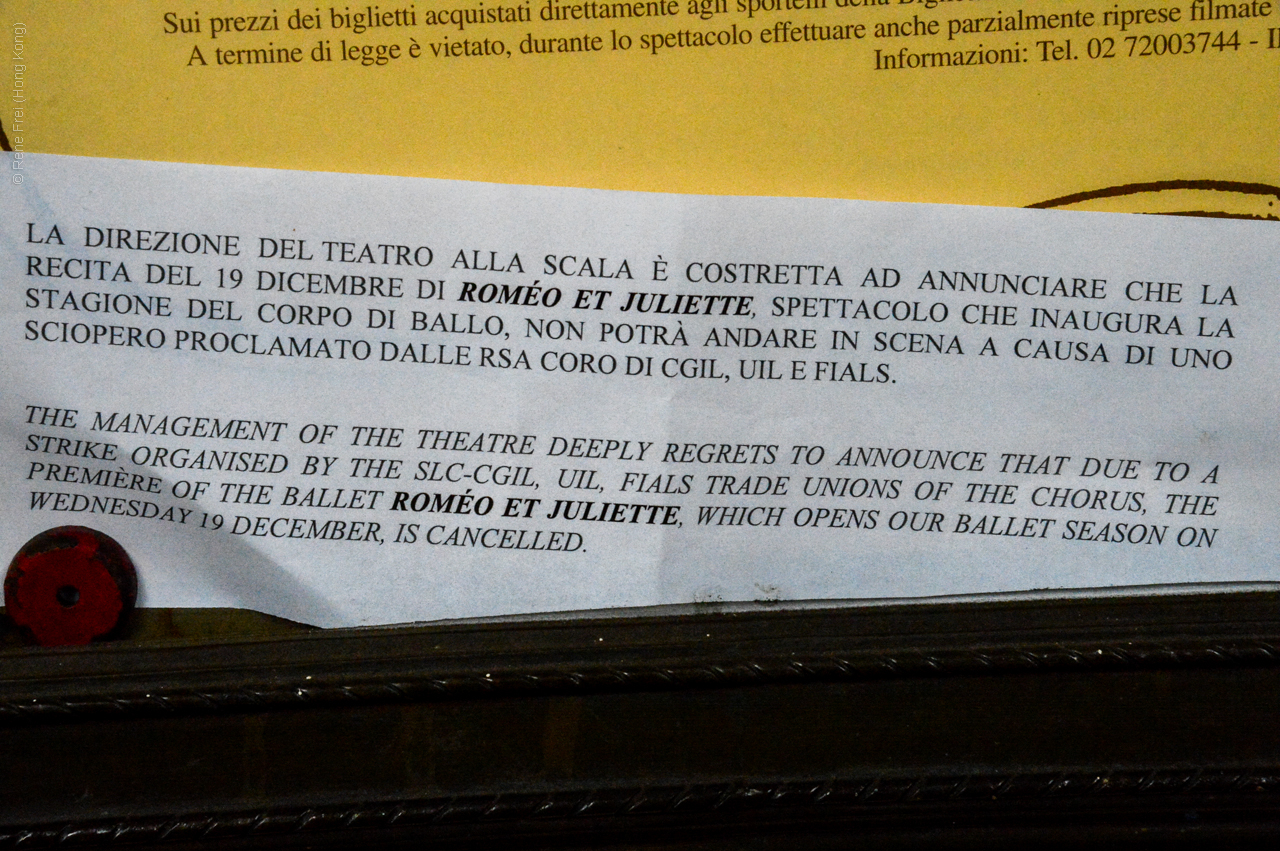 Sui prezzi dei biglietti acquistati direttamente agli sportelli della
A termine di legge è vietato, durante lo spettacolo effettuare anche parzialmente riprese filmate
Informazioni: Tel. 02 72003744 -
LA DIREZIONE DEL TEATRO ALLA SCALA È COSTRETTA AD ANNUNCIARE CHE LA
RECITA DEL 19 DICEMBRE DI ROMÉO ET JULIETTE, SPETTACOLO CHE INAUGURA LA
STAGIONE DEL CORPO DI BALLO, NON POTRÀ ANDARE IN SCENA A CAUSA DI UNO
SCIOPERO PROCLAMATO DALLE RSA CORO DI CGIL, UIL E FIALS.
THE MANAGEMENT OF THE THEATRE DEEPLY REGRETS TO ANNOUNCE THAT DUE TO A
STRIKE ORGANISED BY THE SLC-CGIL, UIL, FIALS TRADE UNIONS OF THE CHORUS, THE
PREMIÈRE OF THE BALLET ROMÉO ET JULIETTE, WHICH OPENS OUR BALLET SEASON ON
WEDNESDAY 19 DECEMBER, IS CANCELLED.
© Rene Frei (Hong Kong)